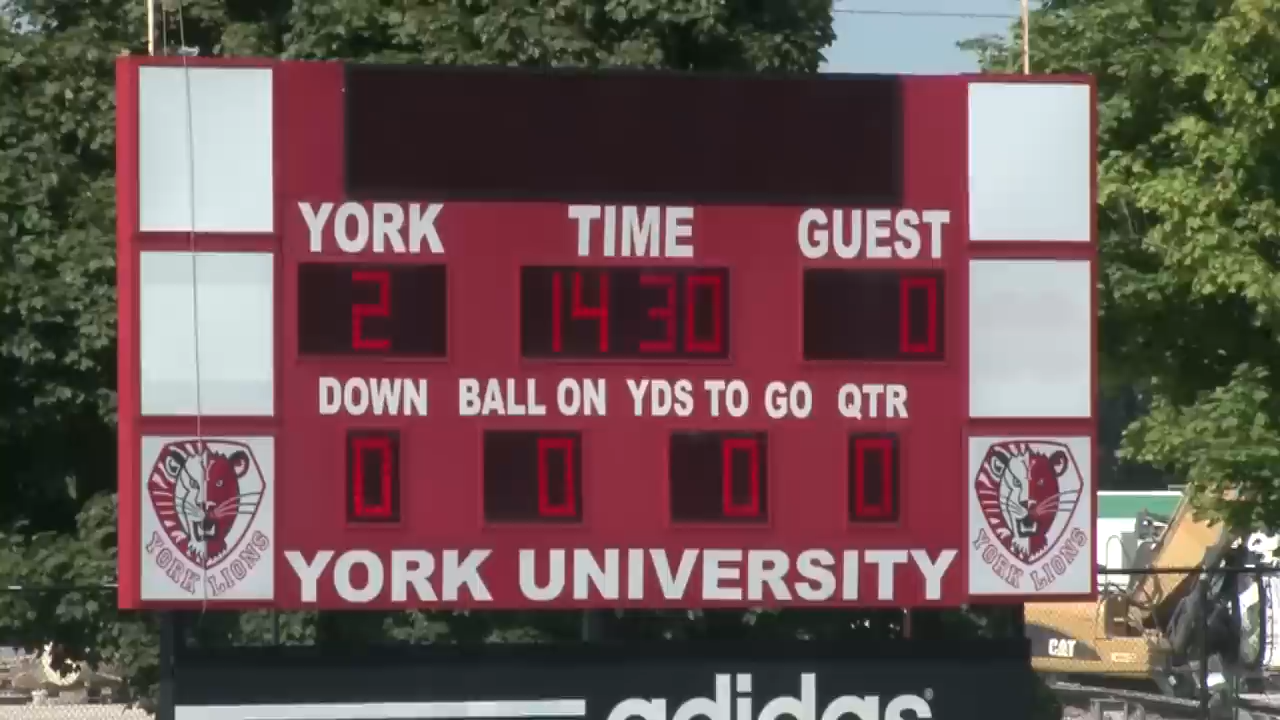 YORK TIME GUEST
2 14 30 0
DOWN BALL ON YDS TO GO QTR
0 0 0 0
YORK LIONS YORK LIONS
YORK UNIVERSITY
CAT
adidas®